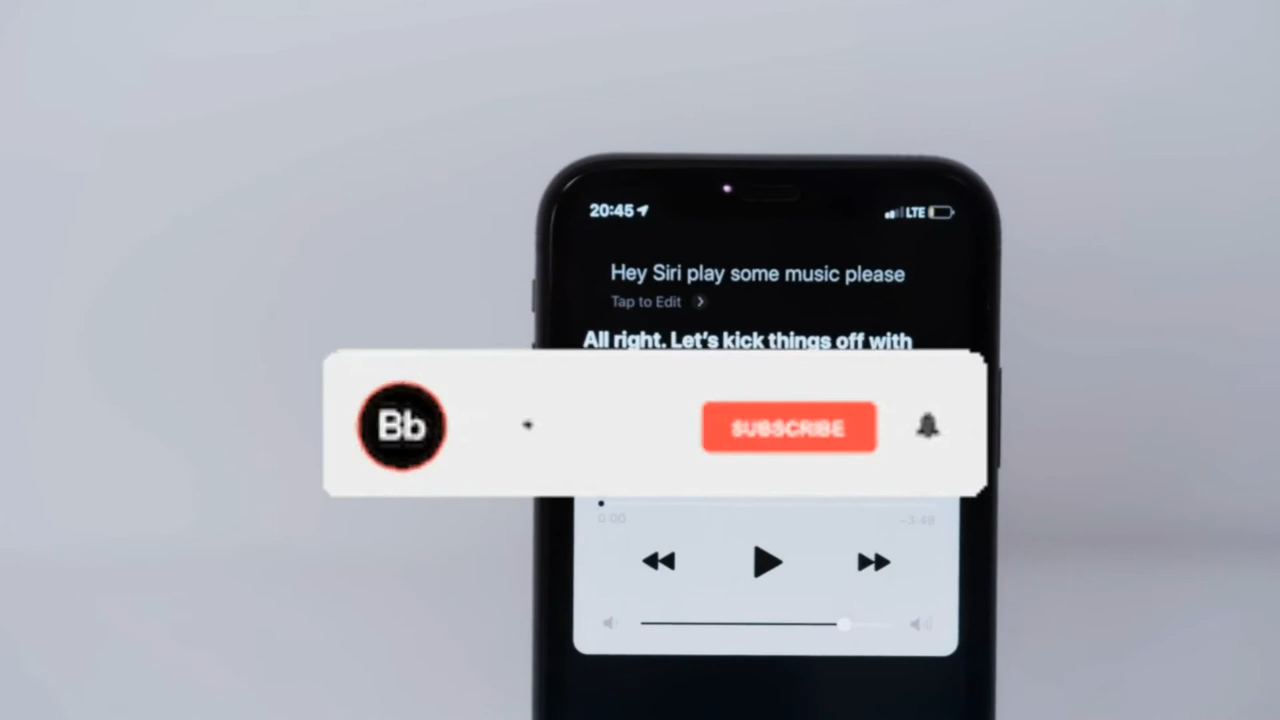 20:45
LTE
Hey Siri play some music please
Tap to Edit
All right. Let's kick things off with
Bb
SUBSCRIBE
0:00
-3:48